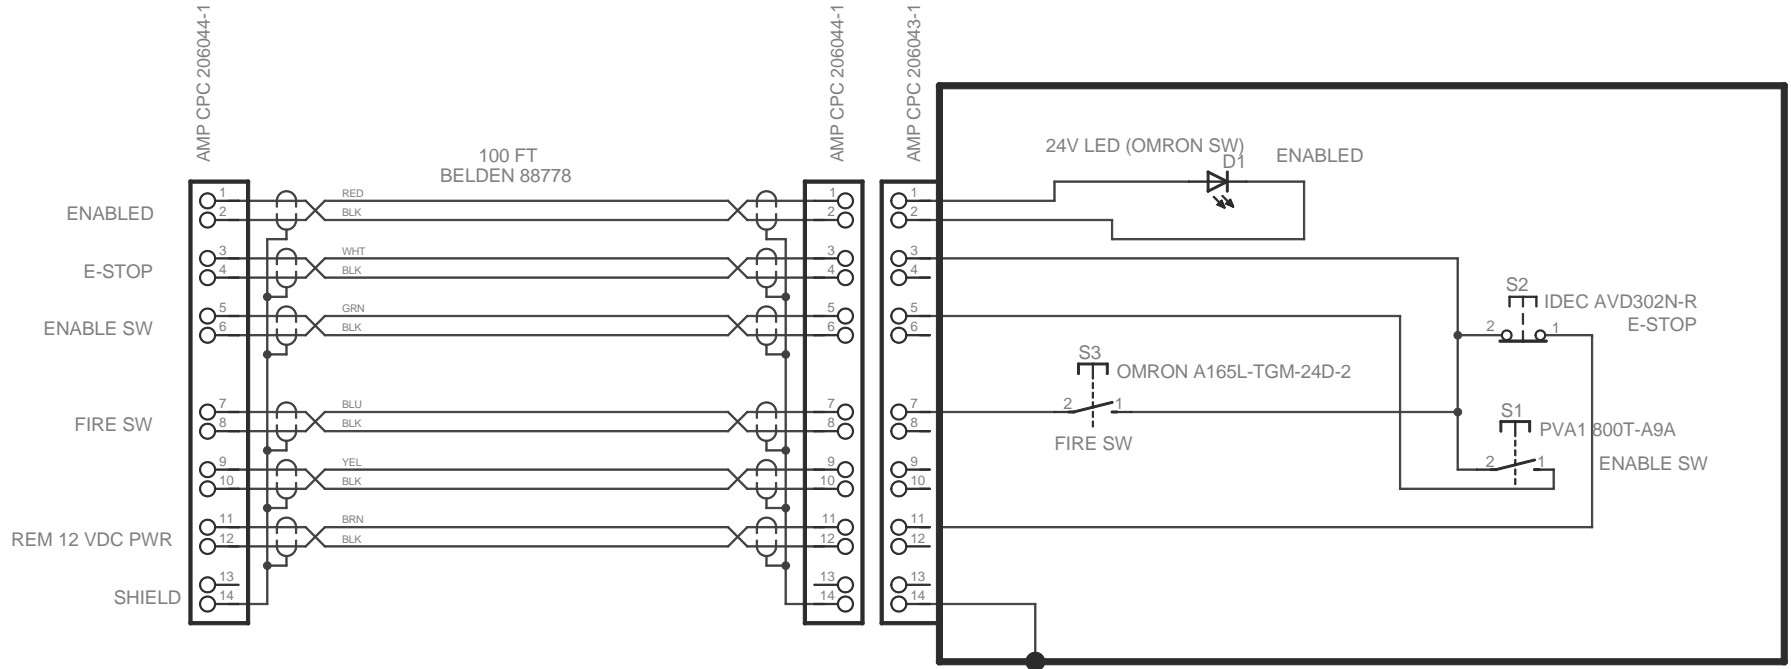 AMP CPC 206044-1
AMP CPC 206044-1
AMP CPC 206043-1
100 FT
BELDEN 88778
24V LED (OMRON SW)
D1
ENABLED
ENABLED
1
2
RED
BLK
1
2
1
2
E-STOP
3
4
WHT
BLK
3
4
3
4
ENABLE SW
5
6
GRN
BLK
5
6
5
6
S2
IDEC AVD302N-R
E-STOP
2
1
S3
OMRON A165L-TGM-24D-2
2
1
FIRE SW
S1
PVA1 800T-A9A
2
1
ENABLE SW
FIRE SW
7
8
BLU
BLK
7
8
7
8
9
10
YEL
BLK
9
10
9
10
REM 12 VDC PWR
11
12
BRN
BLK
11
12
11
12
SHIELD
13
14
13
14
13
14